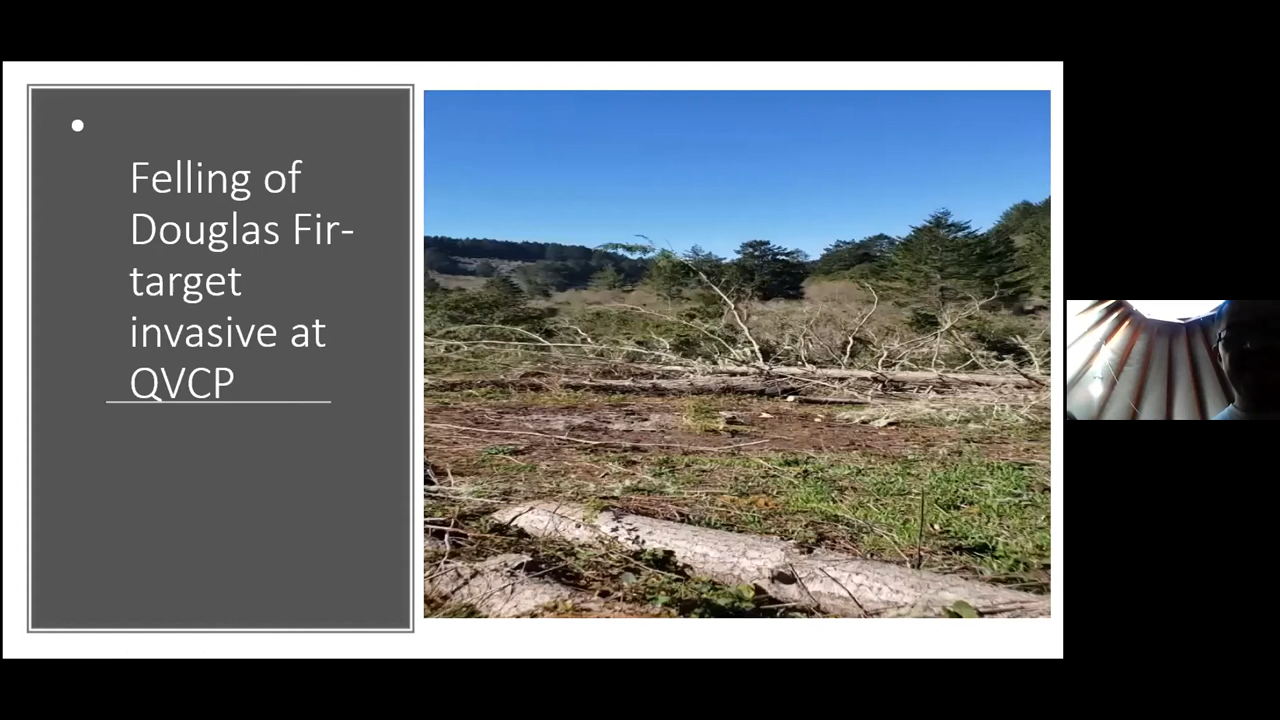 Felling of
Douglas Fir-
target
invasive at
QVCP